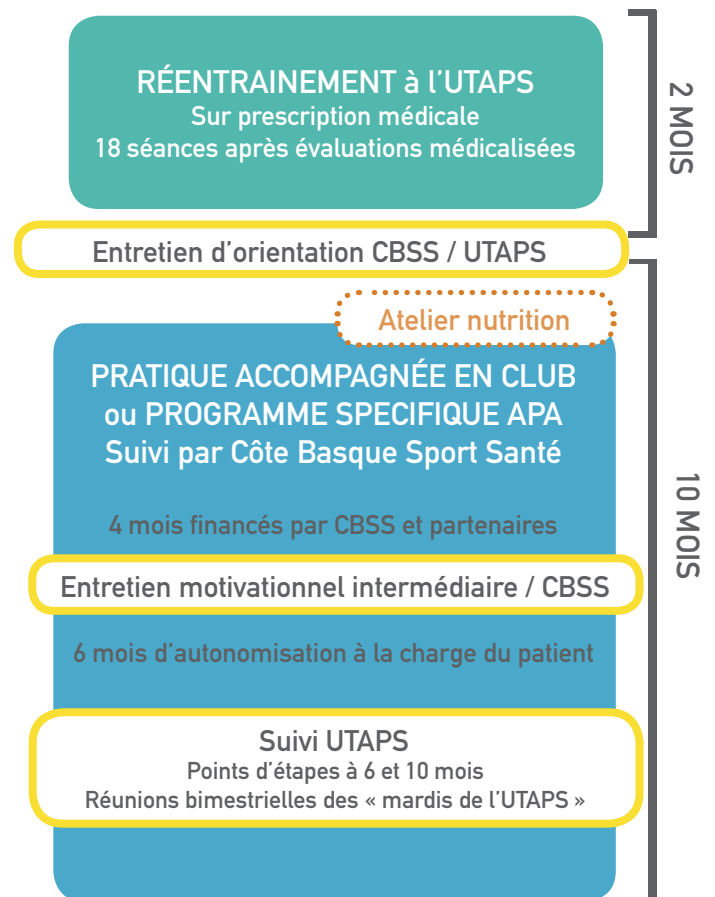 RÉENTRAINEMENT à l'UTAPS
Sur prescription médicale
18 séances après évaluations médicalisées
2 MOIS
Entretien d'orientation CBSS / UTAPS
Atelier nutrition
PRATIQUE ACCOMPAGNÉE EN CLUB
ou PROGRAMME SPECIFIQUE APA
Suivi par Côte Basque Sport Santé
4 mois financés par CBSS et partenaires
10 MOIS
Entretien motivationnel intermédiaire / CBSS
6 mois d'autonomisation à la charge du patient
Suivi UTAPS
Points d'étapes à 6 et 10 mois
Réunions bimestrielles des « mardis de l'UTAPS »